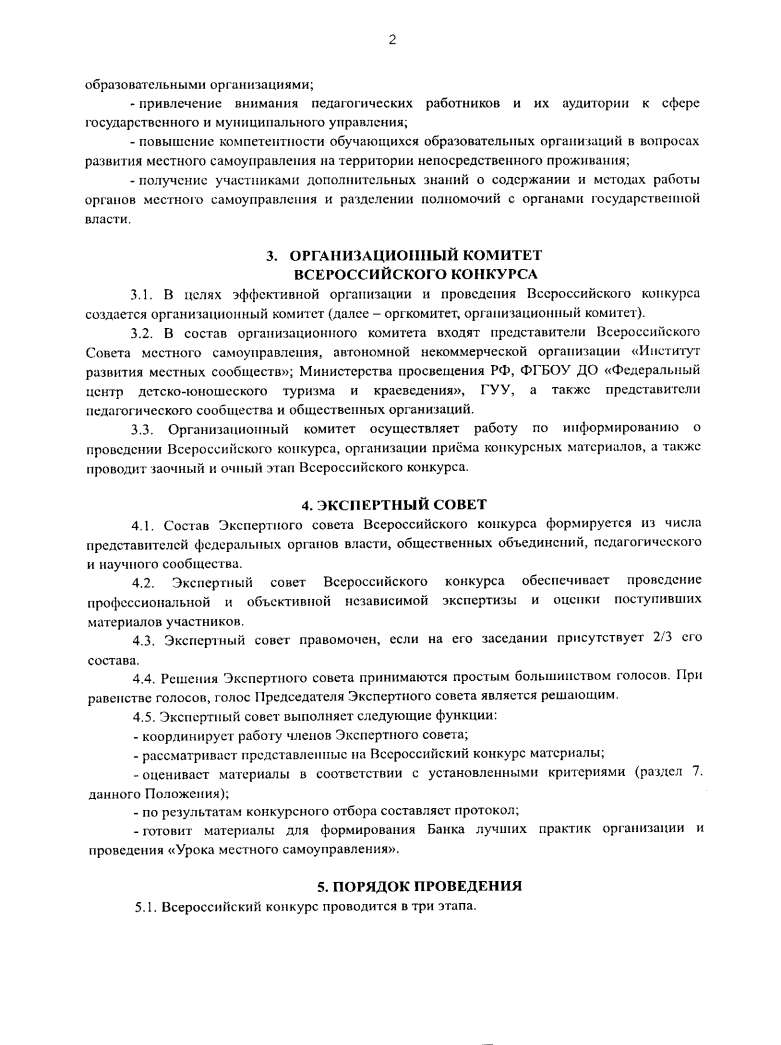 2
образовательными организациями;
- привлечение внимания педагогических работников и их аудитории к сфере
государственного и муниципального управления;
- повышение компетентности обучающихся образовательных организаций в вопросах
развития местного самоуправления на территории непосредственного проживания;
- получение участниками дополнительных знаний о содержании и методах работы
органов местного самоуправления и разделении полномочий с органами государственной
власти.
3. ОРГАНИЗАЦИОННЫЙ КОМИТЕТ
ВСЕРОССИЙСКОГО КОНКУРСА
3.1. В целях эффективной организации и проведения Всероссийского конкурса
создается организационный комитет (далее – оргкомитет, организационный комитет).
3.2. В состав организационного комитета входят представители Всероссийского
Совета местного самоуправления, автономной некоммерческой организации «Институт
развития местных сообществ»; Министерства просвещения РФ, ФГБОУ ДО «Федеральный
центр детско-юношеского туризма и краеведения», ГУУ, а также представители
педагогического сообщества и общественных организаций.
3.3. Организационный комитет осуществляет работу по информированию о
проведении Всероссийского конкурса, организации приёма конкурсных материалов, а также
проводит заочный и очный этап Всероссийского конкурса.
4. ЭКСПЕРТНЫЙ СОВЕТ
4.1. Состав Экспертного совета Всероссийского конкурса формируется из числа
представителей федеральных органов власти, общественных объединений, педагогического
и научного сообщества.
4.2. Экспертный совет Всероссийского конкурса обеспечивает проведение
профессиональной и объективной независимой экспертизы и оценки поступивших
материалов участников.
4.3. Экспертный совет правомочен, если на его заседании присутствует 2/3 его
состава.
4.4. Решения Экспертного совета принимаются простым большинством голосов. При
равенстве голосов, голос Председателя Экспертного совета является решающим.
4.5. Экспертный совет выполняет следующие функции:
- координирует работу членов Экспертного совета;
- рассматривает представленные на Всероссийский конкурс материалы;
- оценивает материалы в соответствии с установленными критериями (раздел 7.
данного Положения);
- по результатам конкурсного отбора составляет протокол;
- готовит материалы для формирования Банка лучших практик организации и
проведения «Урока местного самоуправления».
5. ПОРЯДОК ПРОВЕДЕНИЯ
5.1. Всероссийский конкурс проводится в три этапа.